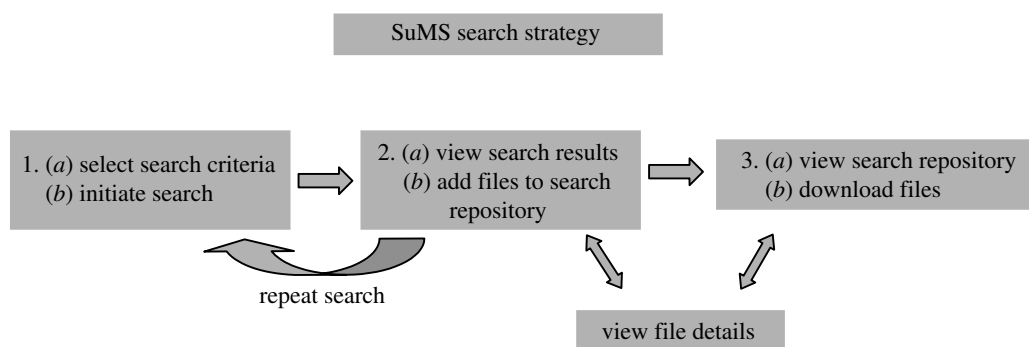 SuMS search strategy
1. (a) select search criteria
(b) initiate search
2. (a) view search results
(b) add files to search
repository
3. (a) view search repository
(b) download files
repeat search
view file details